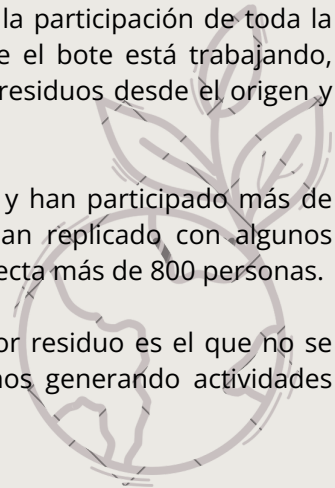 la participación de toda la
e el bote está trabajando,
residuos desde el origen y
y han participado más de
an replicado con algunos
ecta más de 800 personas.
or residuo es el que no se
nos generando actividades